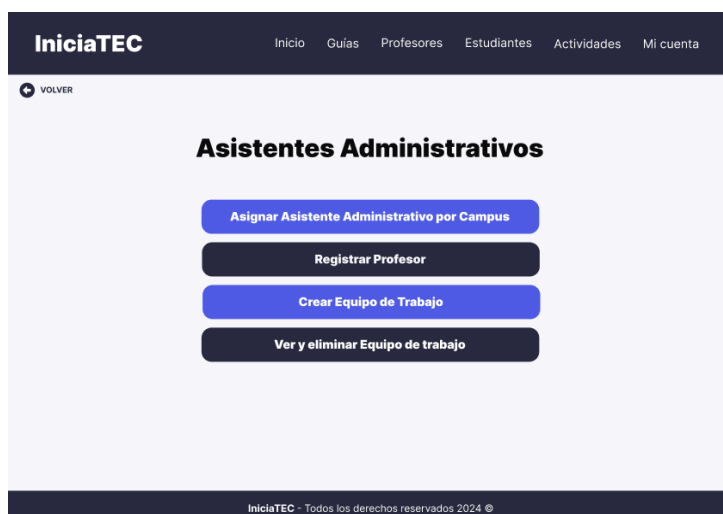 IniciaTEC
Inicio Guías Profesores Estudiantes Actividades Mi cuenta
VOLVER
Asistentes Administrativos
Asignar Asistente Administrativo por Campus
Registrar Profesor
Crear Equipo de Trabajo
Ver y eliminar Equipo de trabajo
IniciaTEC - Todos los derechos reservados 2024 ©